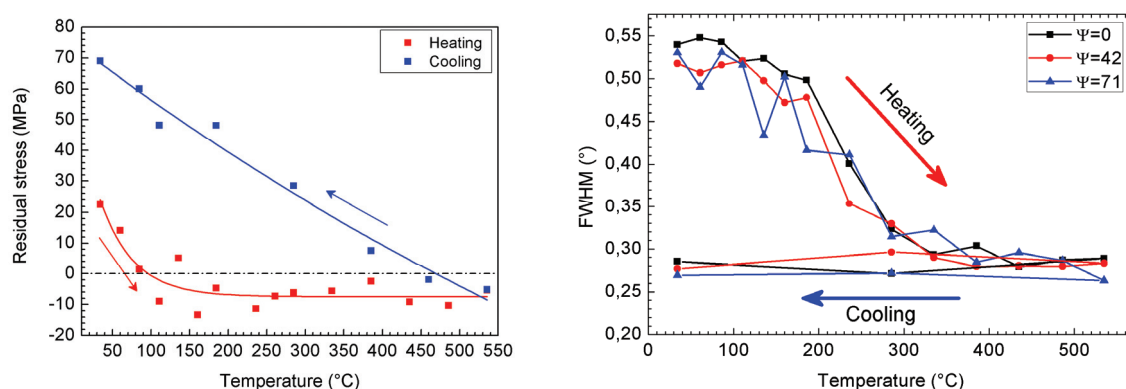 80
70
60
50
40
30
20
10
0
-10
-20
50 100 150 200 250 300 350 400 450 500 550
Residual stress (MPa)
Temperature (°C)
Heating
Cooling
0,55
0,50
0,45
0,40
0,35
0,30
0,25
0,20
0 100 200 300 400 500
FWHM (°)
Temperature (°C)
Ψ=0
Ψ=42
Ψ=71
Heating
Cooling